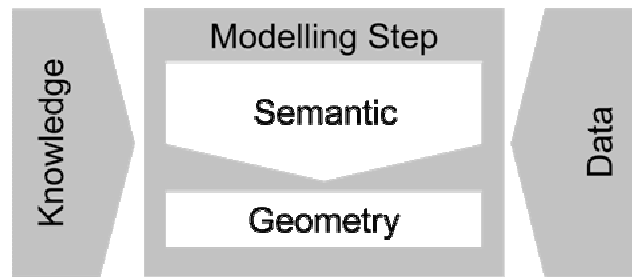 Knowledge
Modelling Step
Semantic
Geometry
Data